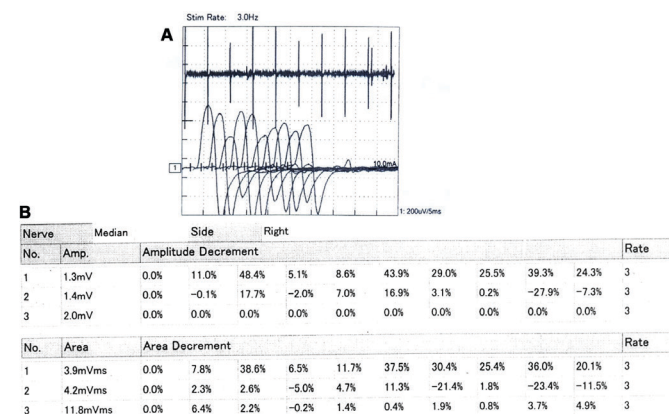 Stim Rate: 3.0Hz
A
1
10.0mA
1: 200uV/5ms
B
Nerve Median Side Right
No. Amp. Amplitude Decrement Rate
1 1.3mV 0.0% 11.0% 48.4% 5.1% 8.6% 43.9% 29.0% 25.5% 39.3% 24.3% 3
2 1.4mV 0.0% −0.1% 17.7% −2.0% 7.0% 16.9% 3.1% 0.2% −27.9% −7.3% 3
3 2.0mV 0.0% 0.0% 0.0% 0.0% 0.0% 0.0% 0.0% 0.0% 0.0% 0.0% 3
No. Area Area Decrement Rate
1 3.9mVms 0.0% 7.8% 38.6% 6.5% 11.7% 37.5% 30.4% 25.4% 36.0% 20.1% 3
2 4.2mVms 0.0% 2.3% 2.6% −5.0% 4.7% 11.3% −21.4% 1.8% −23.4% −11.5% 3
3 11.8mVms 0.0% 6.4% 2.2% −0.2% 1.4% 0.4% 1.9% 0.8% 3.7% 4.9% 3